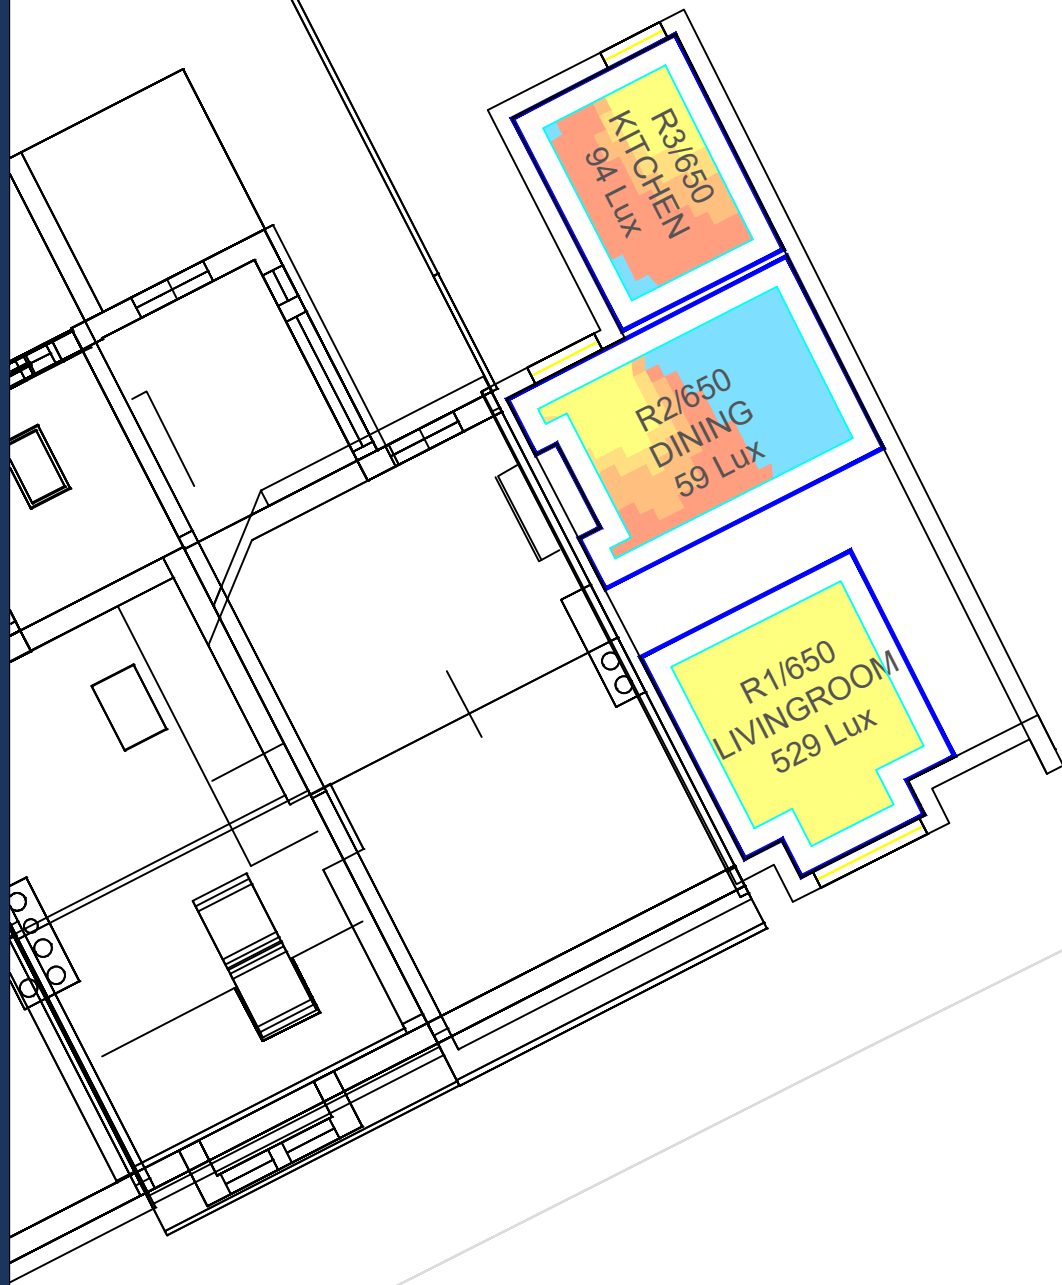 R3/650
KITCHEN
94 Lux
R2/650
DINING
59 Lux
R1/650
LIVINGROOM
529 Lux